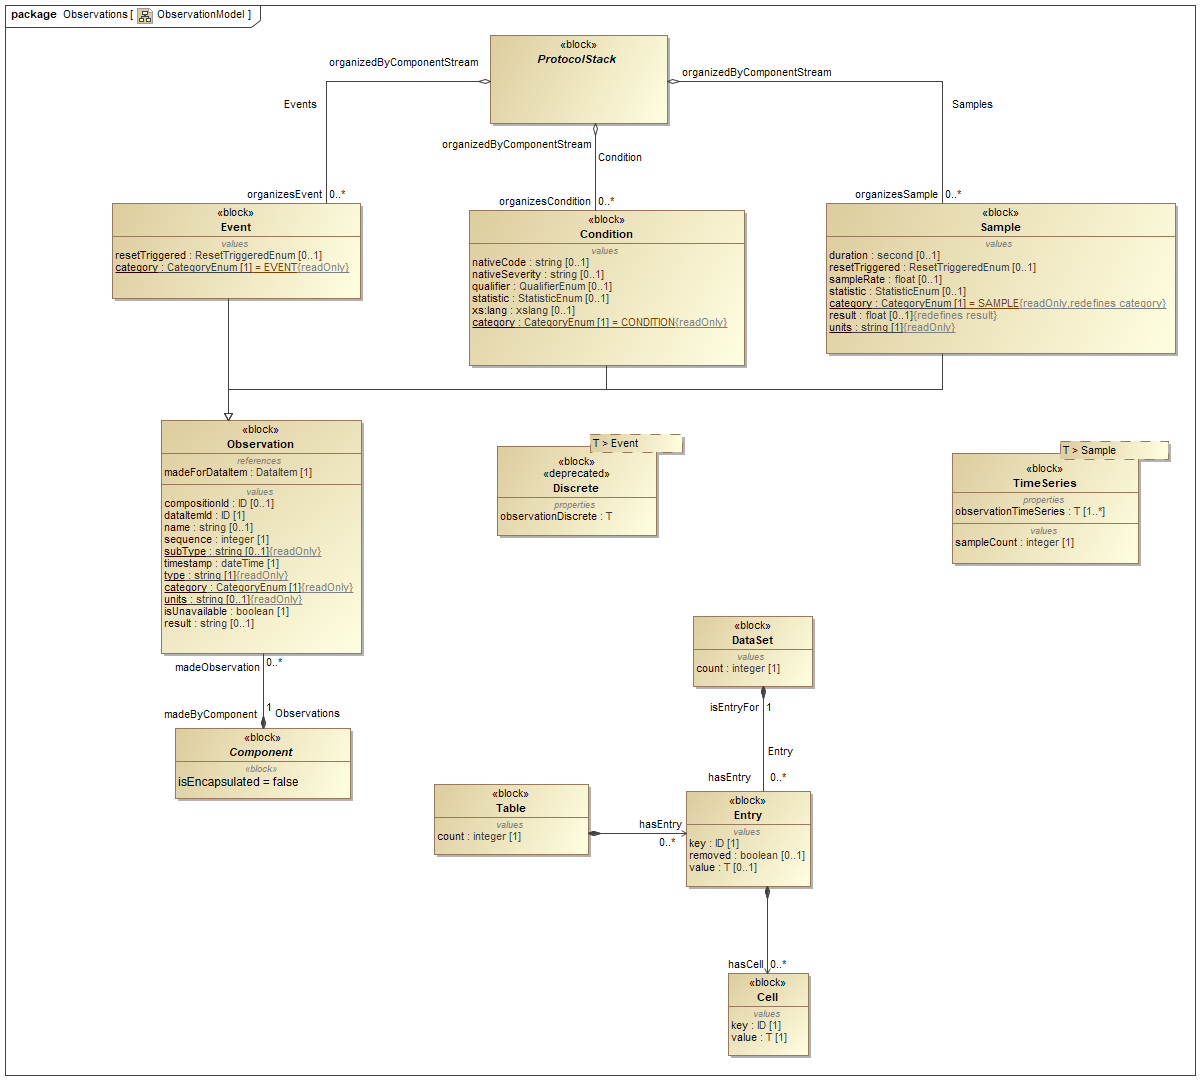 package Observations [ ObservationModel ]
«block»
ProtocolStack
organizedByComponentStream
organizedByComponentStream
Events
Samples
organizedByComponentStream
Condition
organizesEvent 0..*
organizesCondition 0..*
organizesSample 0..*
«block»
Event
values
resetTriggered : ResetTriggeredEnum [0..1]
category : CategoryEnum [1] = EVENT{readOnly}
«block»
Condition
values
nativeCode : string [0..1]
nativeSeverity : string [0..1]
qualifier : QualifierEnum [0..1]
statistic : StatisticEnum [0..1]
xs:lang : xslang [0..1]
category : CategoryEnum [1] = CONDITION{readOnly}
«block»
Sample
values
duration : second [0..1]
resetTriggered : ResetTriggeredEnum [0..1]
sampleRate : float [0..1]
statistic : StatisticEnum [0..1]
category : CategoryEnum [1] = SAMPLE{readOnly,redefines category}
result : float [0..1]{redefines result}
units : string [1]{readOnly}
«block»
Observation
references
madeForDataItem : DataItem [1]
values
compositionId : ID [0..1]
dataItemId : ID [1]
name : string [0..1]
sequence : integer [1]
subType : string [0..1]{readOnly}
timestamp : dateTime [1]
type : string [1]{readOnly}
category : CategoryEnum [1]{readOnly}
units : string [0..1]{readOnly}
isUnavailable : boolean [1]
result : string [0..1]
T > Event
«block»
«deprecated»
Discrete
properties
observationDiscrete : T
T > Sample
«block»
TimeSeries
properties
observationTimeSeries : T [1..*]
values
sampleCount : integer [1]
madeObservation 0..*
madeByComponent 1 Observations
«block»
Component
«block»
isEncapsulated = false
«block»
DataSet
values
count : integer [1]
isEntryFor 1
Entry
hasEntry 0..*
«block»
Table
values
count : integer [1]
hasEntry
0..*
«block»
Entry
values
key : ID [1]
removed : boolean [0..1]
value : T [0..1]
hasCell 0..*
«block»
Cell
values
key : ID [1]
value : T [1]